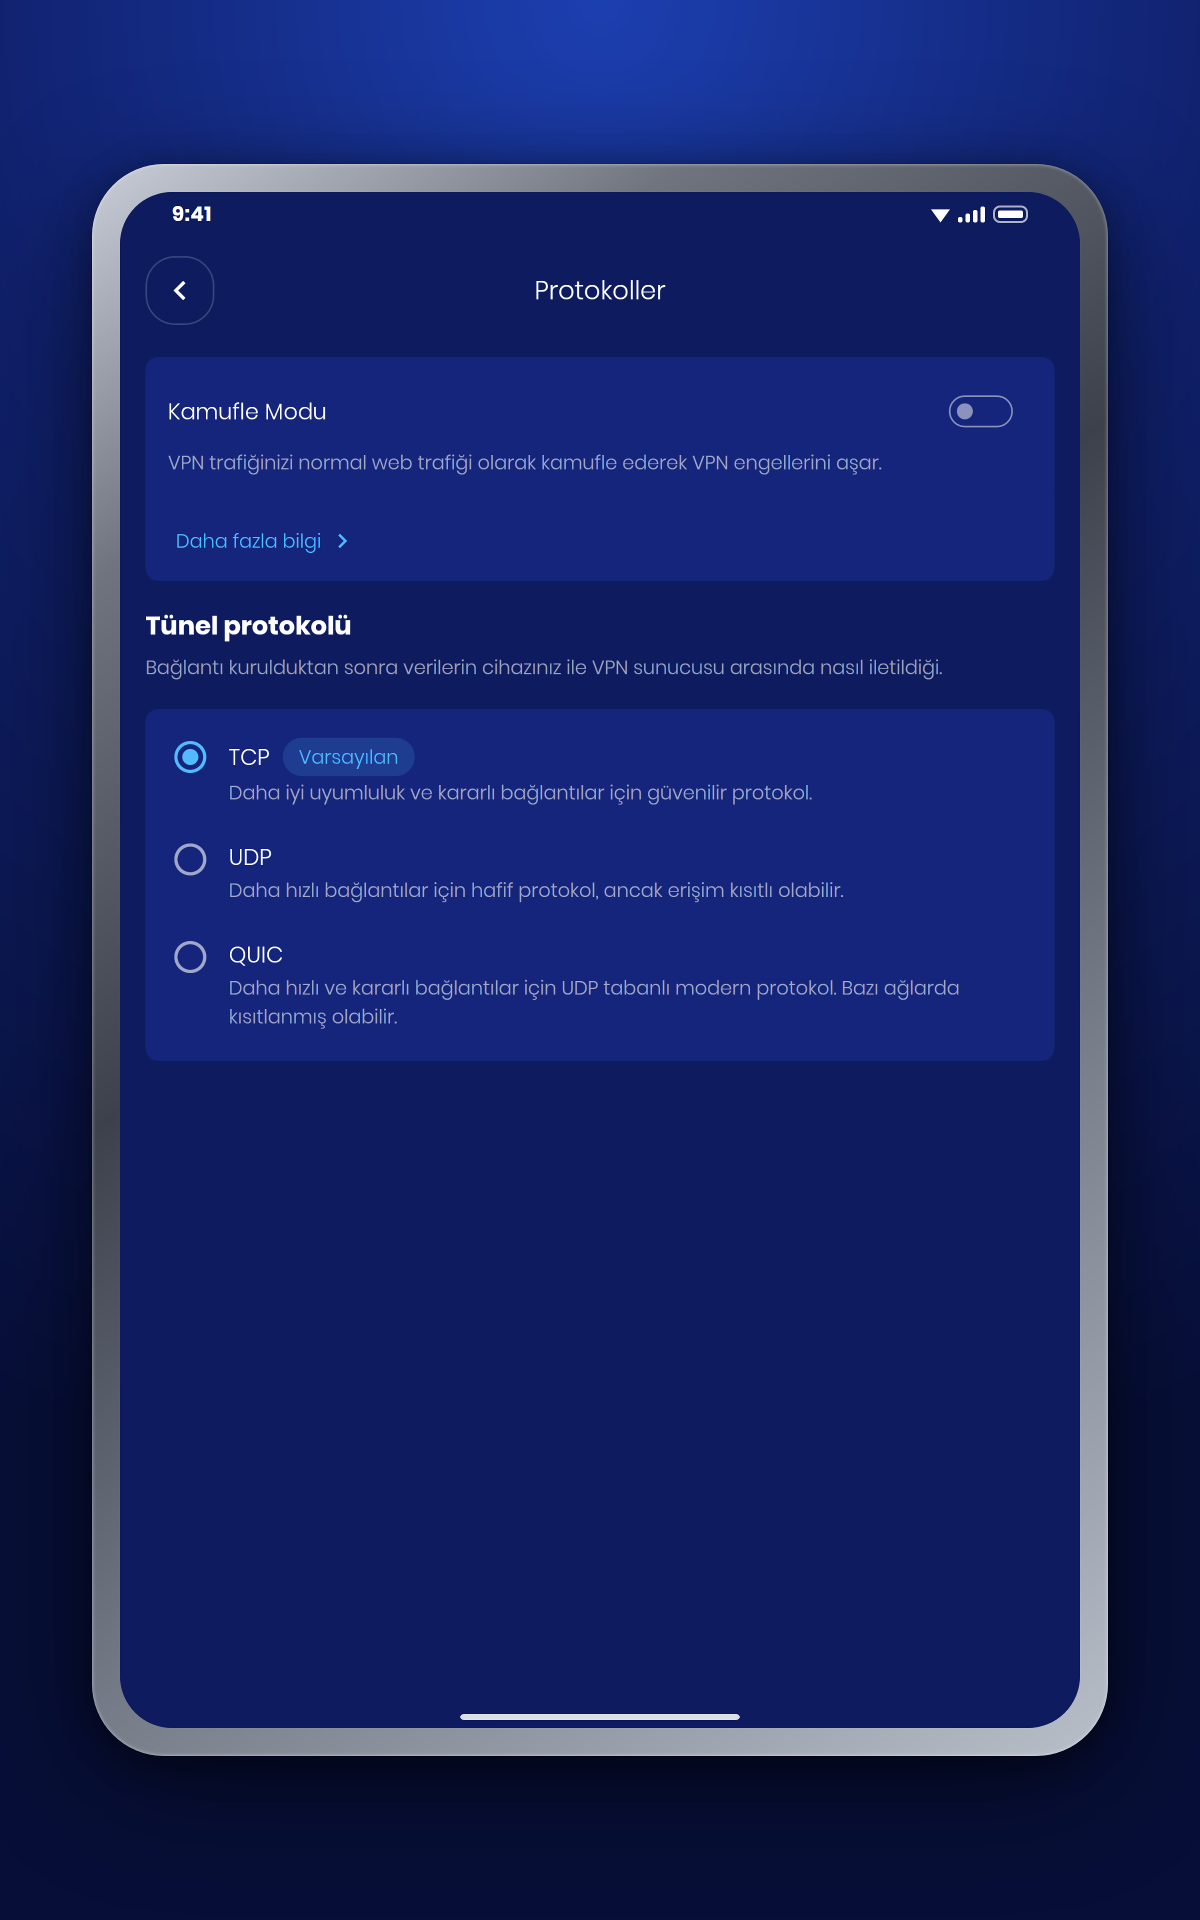 9:41
Protokoller
Kamufle Modu
VPN trafiğinizi normal web trafiği olarak kamufle ederek VPN engellerini aşar.
Daha fazla bilgi
Tünel protokolü
Bağlantı kurulduktan sonra verilerin cihazınız ile VPN sunucusu arasında nasıl iletildiği.
TCP Varsayılan
Daha iyi uyumluluk ve kararlı bağlantılar için güvenilir protokol.
UDP
Daha hızlı bağlantılar için hafif protokol, ancak erişim kısıtlı olabilir.
QUIC
Daha hızlı ve kararlı bağlantılar için UDP tabanlı modern protokol. Bazı ağlarda
kısıtlanmış olabilir.